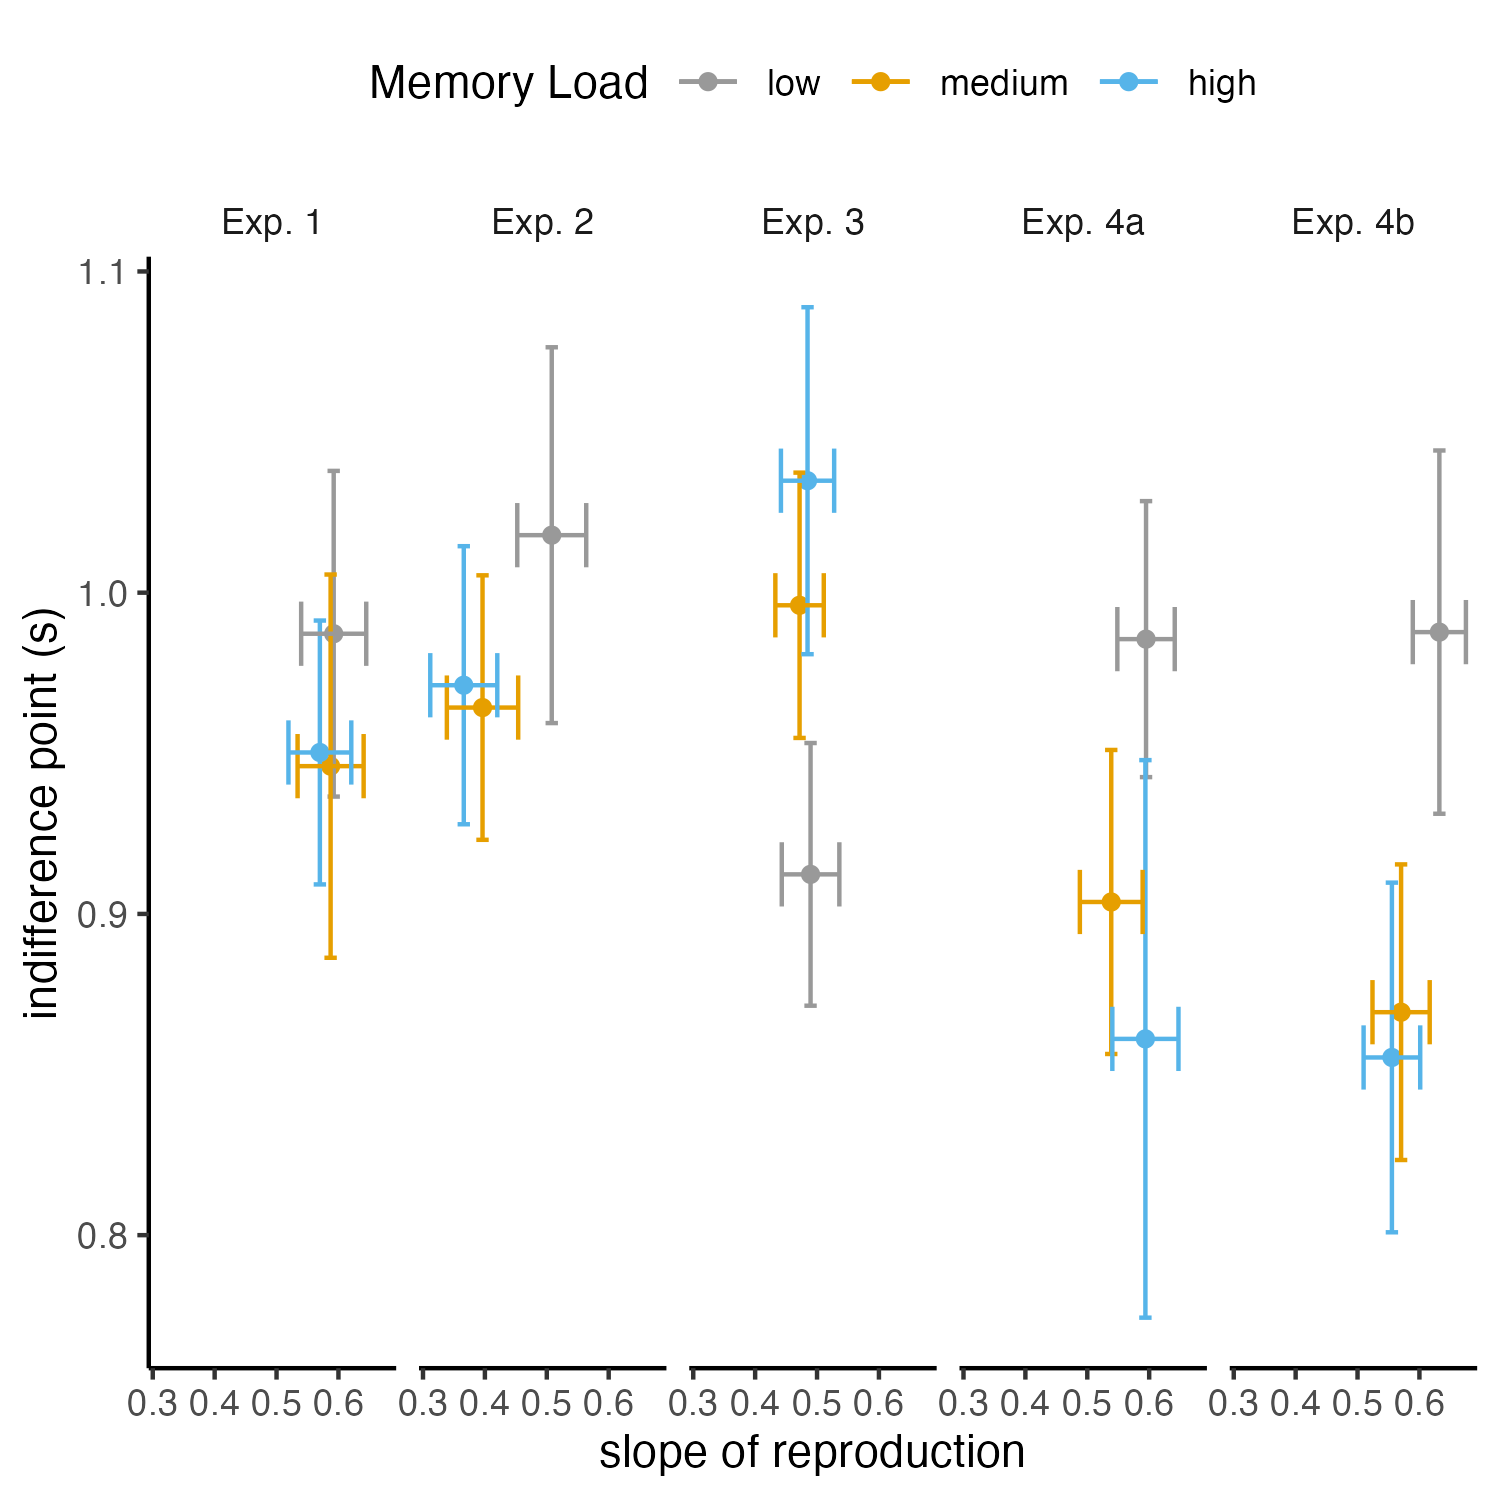 Memory Load low medium high
Exp. 1 Exp. 2 Exp. 3 Exp. 4a Exp. 4b
1.1
1.0
0.9
0.8
indifference point (s)
0.3 0.4 0.5 0.6 0.3 0.4 0.5 0.6 0.3 0.4 0.5 0.6 0.3 0.4 0.5 0.6 0.3 0.4 0.5 0.6
slope of reproduction